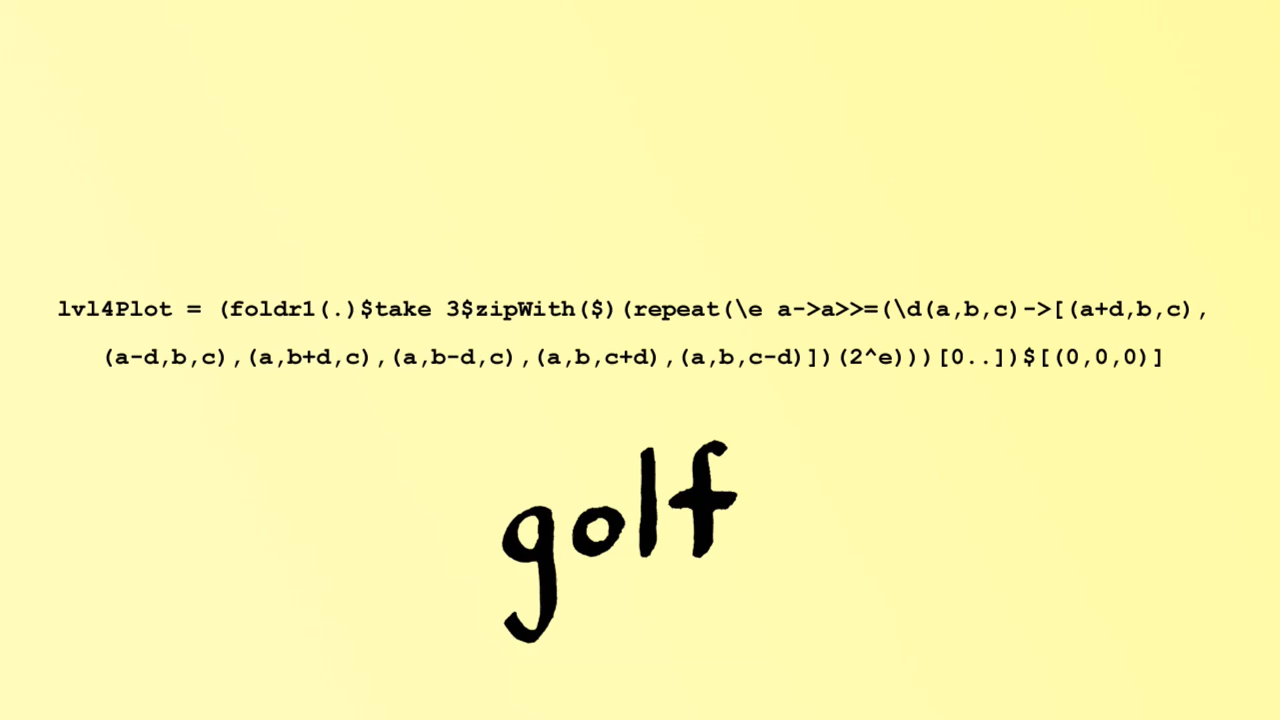 lvl4Plot = (foldr1(.)$take 3$zipWith($)(repeat(\e a->a>>=(\d(a,b,c)->[(a+d,b,c),
(a-d,b,c),(a,b+d,c),(a,b-d,c),(a,b,c+d),(a,b,c-d)])(2^e)))[0..])$[(0,0,0)]
golf